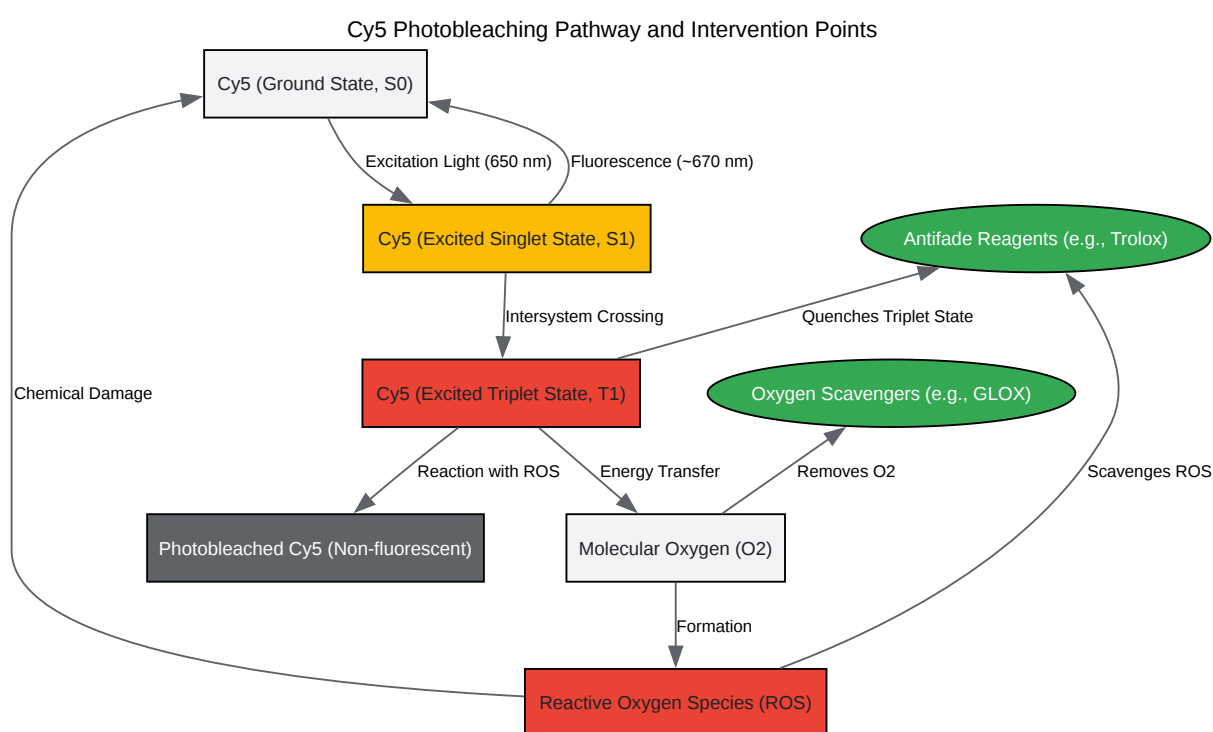 Cy5 Photobleaching Pathway and Intervention Points
Cy5 (Ground State, S0)
Excitation Light (650 nm)
Fluorescence (~670 nm)
Cy5 (Excited Singlet State, S1)
Antifade Reagents (e.g., Trolox)
Intersystem Crossing
Quenches Triplet State
Chemical Damage
Cy5 (Excited Triplet State, T1)
Oxygen Scavengers (e.g., GLOX)
Reaction with ROS
Energy Transfer
Removes O2
Scavenges ROS
Photobleached Cy5 (Non-fluorescent)
Molecular Oxygen (O2)
Formation
Reactive Oxygen Species (ROS)